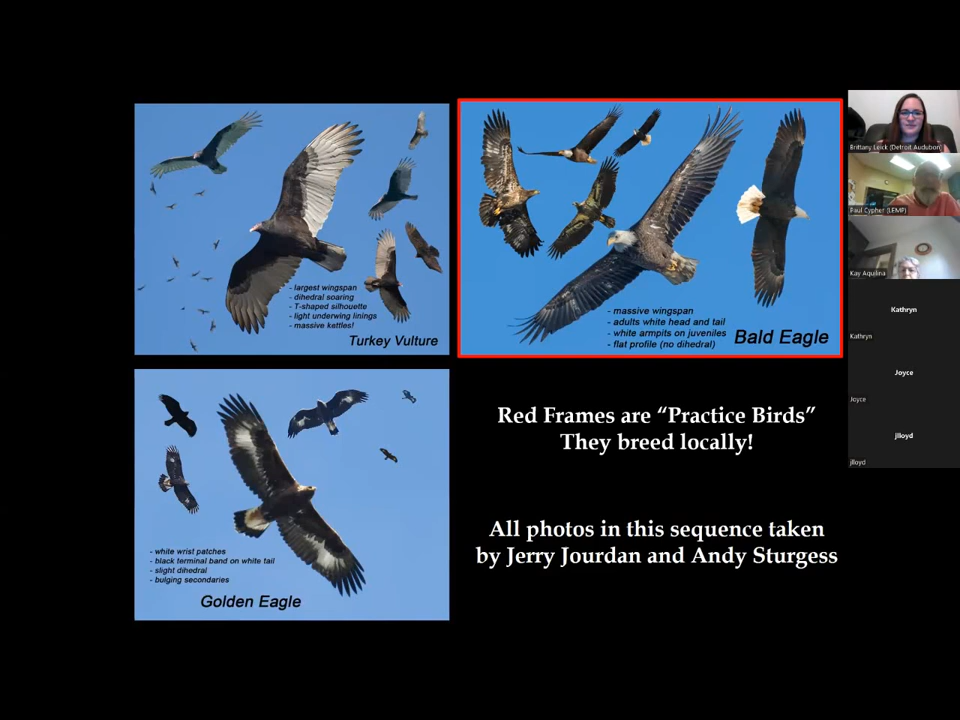 - largest wingspan
- dihedral soaring
- T-shaped silhouette
- light underwing linings
- massive kettles!
Turkey Vulture
- massive wingspan
- adults white head and tail
- white armpits on juveniles
- flat profile (no dihedral)
Bald Eagle
- white wrist patches
- black terminal band on white tail
- slight dihedral
- bulging secondaries
Golden Eagle
Red Frames are “Practice Birds”
They breed locally!
All photos in this sequence taken
by Jerry Jourdan and Andy Sturgess
Brittany Leick (Detroit Audubon)
Paul Cypher (LEMP)
Kay Aquilina
Kathryn
Kathryn
Joyce
Joyce
jlloyd
jlloyd